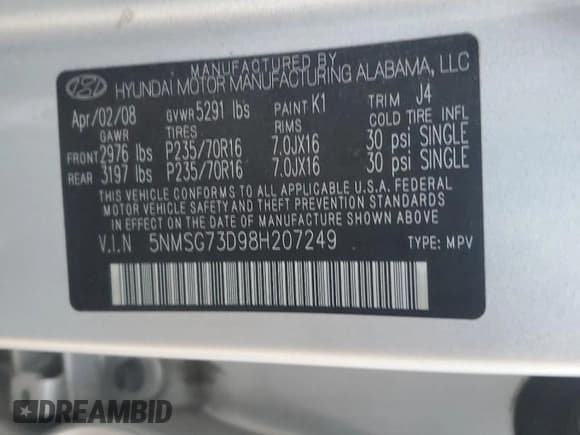 MANUFACTURED BY
HYUNDAI MOTOR MANUFACTURING ALABAMA, LLC
Apr/02/08 GVWR 5291 lbs PAINT K1 TRIM J4
GAWR TIRES RIMS COLD TIRE INFL
FRONT 2976 lbs P235/70R16 7.0JX16 30 psi SINGLE
REAR 3197 lbs P235/70R16 7.0JX16 30 psi SINGLE
THIS VEHICLE CONFORMS TO ALL APPLICABLE U.S.A. FEDERAL
MOTOR VEHICLE SAFETY AND THEFT PREVENTION STANDARDS
IN EFFECT ON THE DATE OF MANUFACTURE SHOWN ABOVE.
V.I.N 5NMSG73D98H207249 TYPE: MPV
DREAMBID